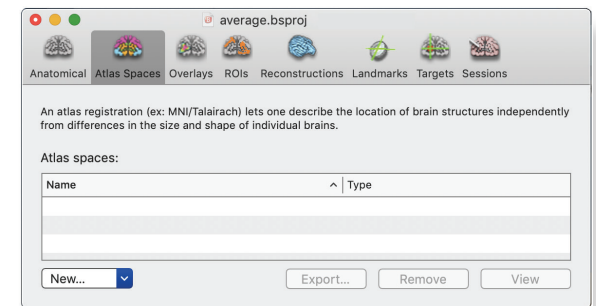 average.bsproj
Anatomical Atlas Spaces Overlays ROIs Reconstructions Landmarks Targets Sessions
An atlas registration (ex: MNI/Talairach) lets one describe the location of brain structures independently
from differences in the size and shape of individual brains.
Atlas spaces:
Name Type
New... Export... Remove View